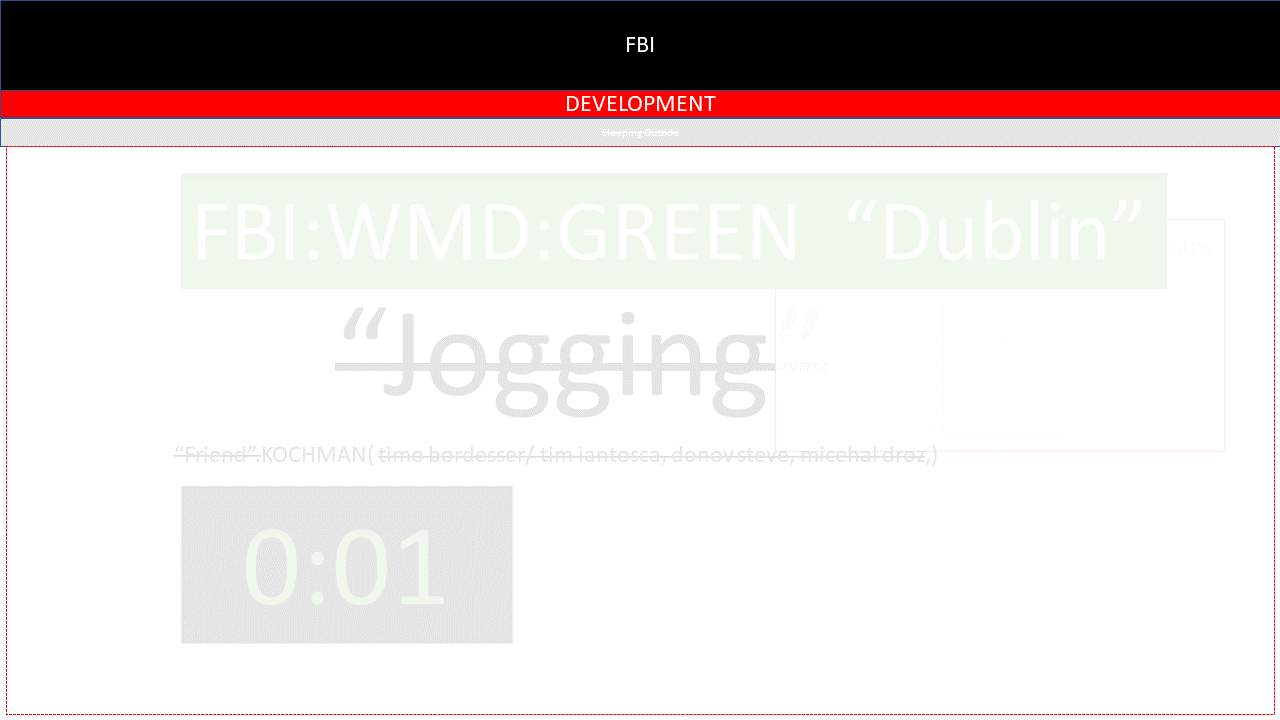 FBI
DEVELOPMENT
Sleeping Outside
FBI:WMD:GREEN “Dublin”
“Jogging”
“Friend”.KOCHMAN( timo bordesser/ tim iantosca, donov steve, micehal droz,)
0:01